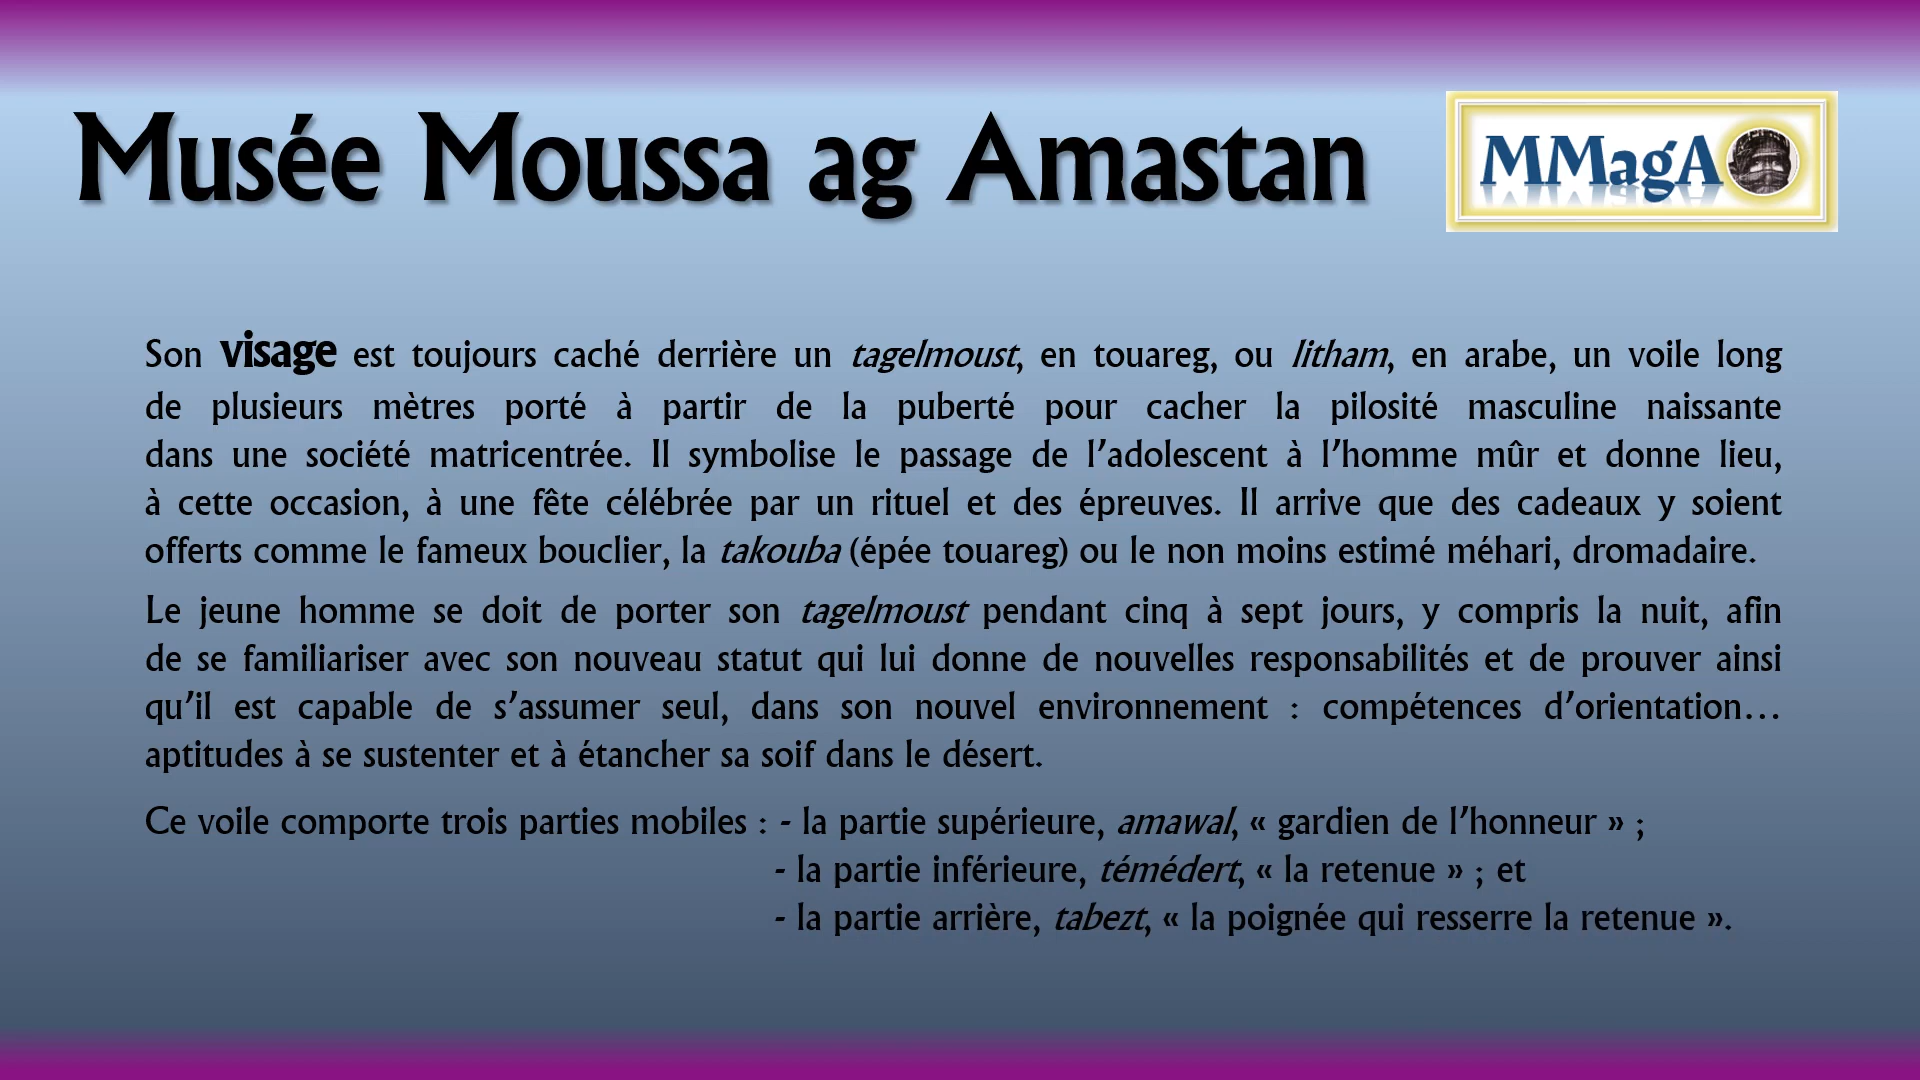 Musée Moussa ag Amastan
MMagA
Son visage est toujours caché derrière un tagelmoust, en touareg, ou litham, en arabe, un voile long
de plusieurs mètres porté à partir de la puberté pour cacher la pilosité masculine naissante
dans une société matricentrée. Il symbolise le passage de l’adolescent à l’homme mûr et donne lieu,
à cette occasion, à une fête célébrée par un rituel et des épreuves. Il arrive que des cadeaux y soient
offerts comme le fameux bouclier, la takouba (épée touareg) ou le non moins estimé méhari, dromadaire.
Le jeune homme se doit de porter son tagelmoust pendant cinq à sept jours, y compris la nuit, afin
de se familiariser avec son nouveau statut qui lui donne de nouvelles responsabilités et de prouver ainsi
qu’il est capable de s’assumer seul, dans son nouvel environnement : compétences d’orientation…
aptitudes à se sustenter et à étancher sa soif dans le désert.
Ce voile comporte trois parties mobiles : - la partie supérieure, amawal, « gardien de l’honneur » ;
- la partie inférieure, témédert, « la retenue » ; et
- la partie arrière, tabezt, « la poignée qui resserre la retenue ».